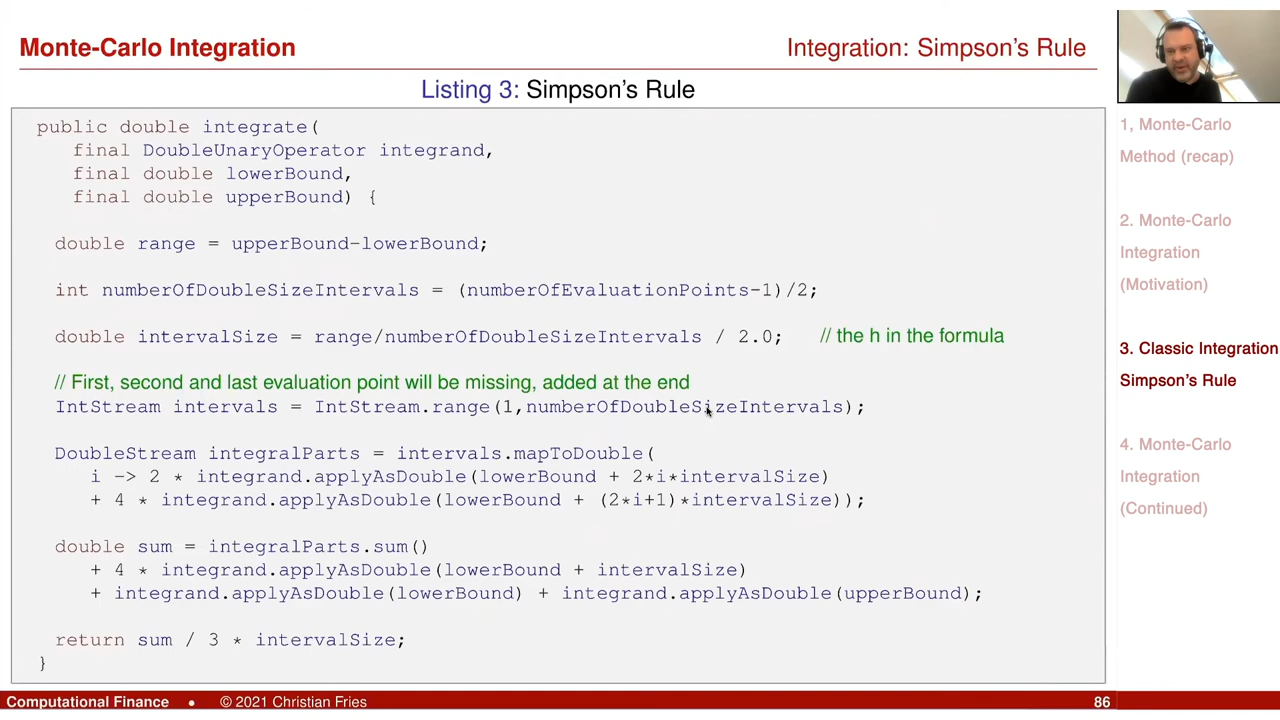 Monte-Carlo Integration
Integration: Simpson's Rule
Listing 3: Simpson's Rule
public double integrate(
final DoubleUnaryOperator integrand,
final double lowerBound,
final double upperBound) {
double range = upperBound-lowerBound;
int numberOfDoubleSizeIntervals = (numberOfEvaluationPoints-1)/2;
double intervalSize = range/numberOfDoubleSizeIntervals / 2.0; // the h in the formula
// First, second and last evaluation point will be missing, added at the end
IntStream intervals = IntStream.range(1,numberOfDoubleSizeIntervals);
DoubleStream integralParts = intervals.mapToDouble(
i -> 2 * integrand.applyAsDouble(lowerBound + 2*i*intervalSize)
+ 4 * integrand.applyAsDouble(lowerBound + (2*i+1)*intervalSize));
double sum = integralParts.sum()
+ 4 * integrand.applyAsDouble(lowerBound + intervalSize)
+ integrand.applyAsDouble(lowerBound) + integrand.applyAsDouble(upperBound);
return sum / 3 * intervalSize;
}
1, Monte-Carlo
Method (recap)
2. Monte-Carlo
Integration
(Motivation)
3. Classic Integration
Simpson's Rule
4. Monte-Carlo
Integration
(Continued)
Computational Finance • © 2021 Christian Fries 86